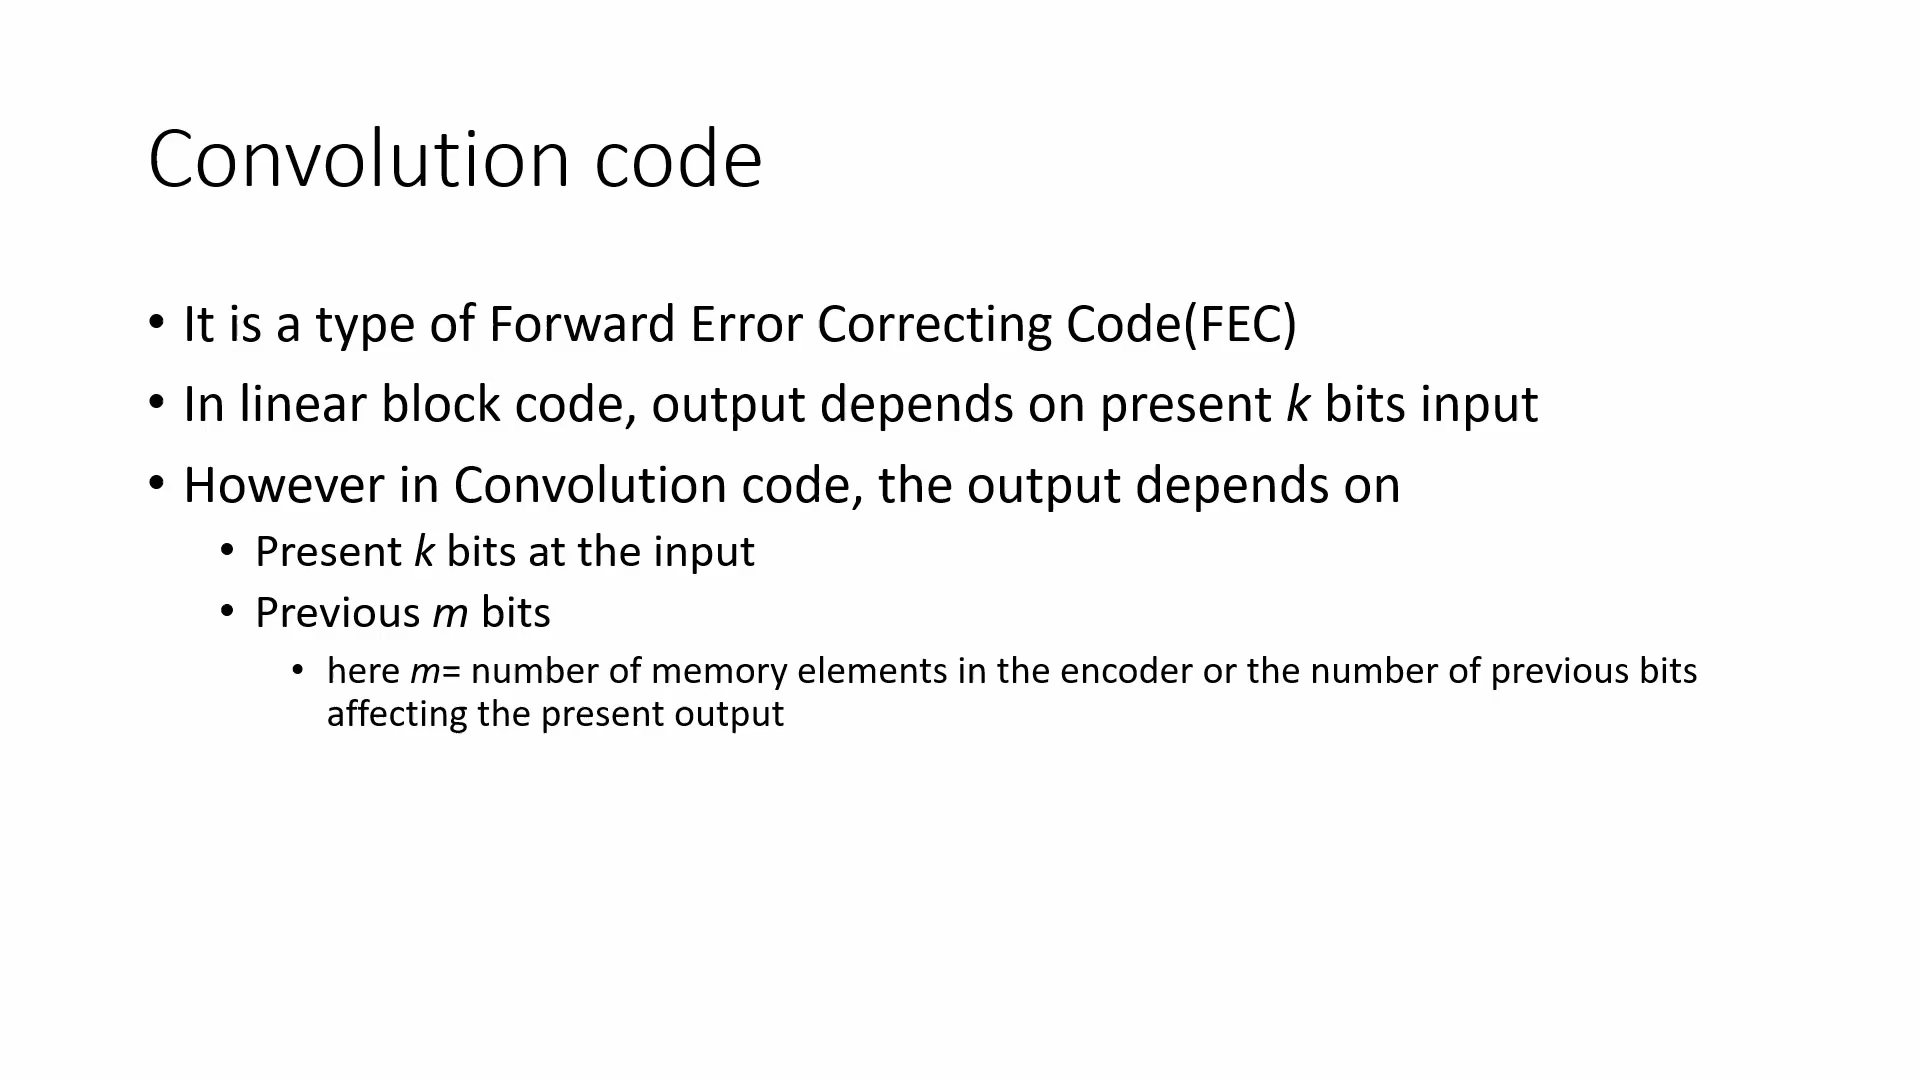 Convolution code
• It is a type of Forward Error Correcting Code(FEC)
• In linear block code, output depends on present k bits input
• However in Convolution code, the output depends on
• Present k bits at the input
• Previous m bits
• here m= number of memory elements in the encoder or the number of previous bits
affecting the present output